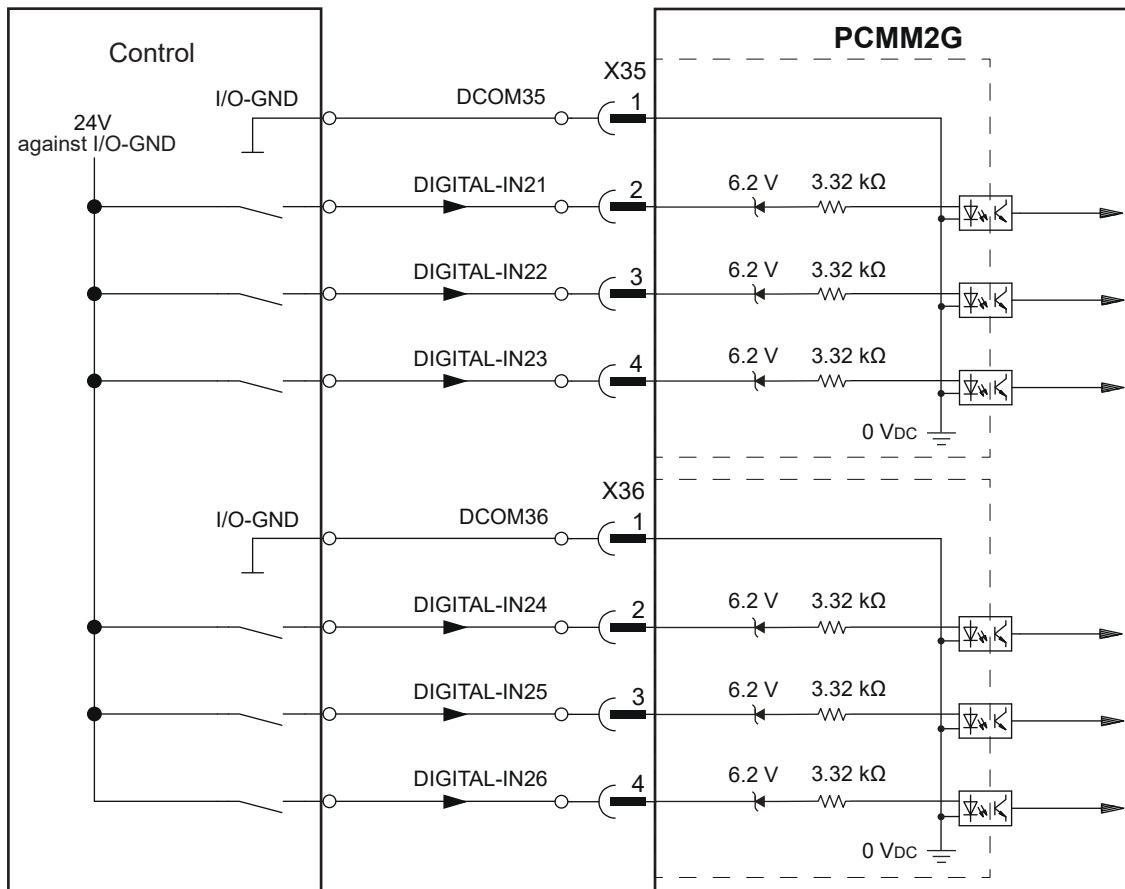 Control
PCMM2G
X35
I/O-GND
DCOM35
1
24V
against I/O-GND
DIGITAL-IN21
2
6.2 V
3.32 kΩ
DIGITAL-IN22
3
6.2 V
3.32 kΩ
DIGITAL-IN23
4
6.2 V
3.32 kΩ
0 VDC
X36
I/O-GND
DCOM36
1
DIGITAL-IN24
2
6.2 V
3.32 kΩ
DIGITAL-IN25
3
6.2 V
3.32 kΩ
DIGITAL-IN26
4
6.2 V
3.32 kΩ
0 VDC